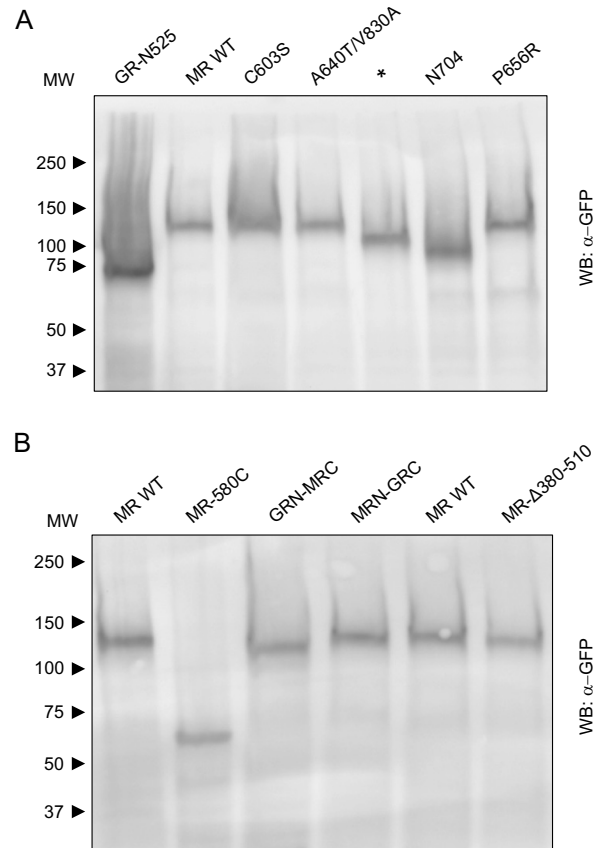 A
GR-N525 MR WT C603S A640T/V830A * N704 P656R
MW
250
150
100
75
50
37
WB: α–GFP
B
MR WT MR-580C GRN-MRC MRN-GRC MR WT MR-Δ380-510
MW
250
150
100
75
50
37
WB: α–GFP